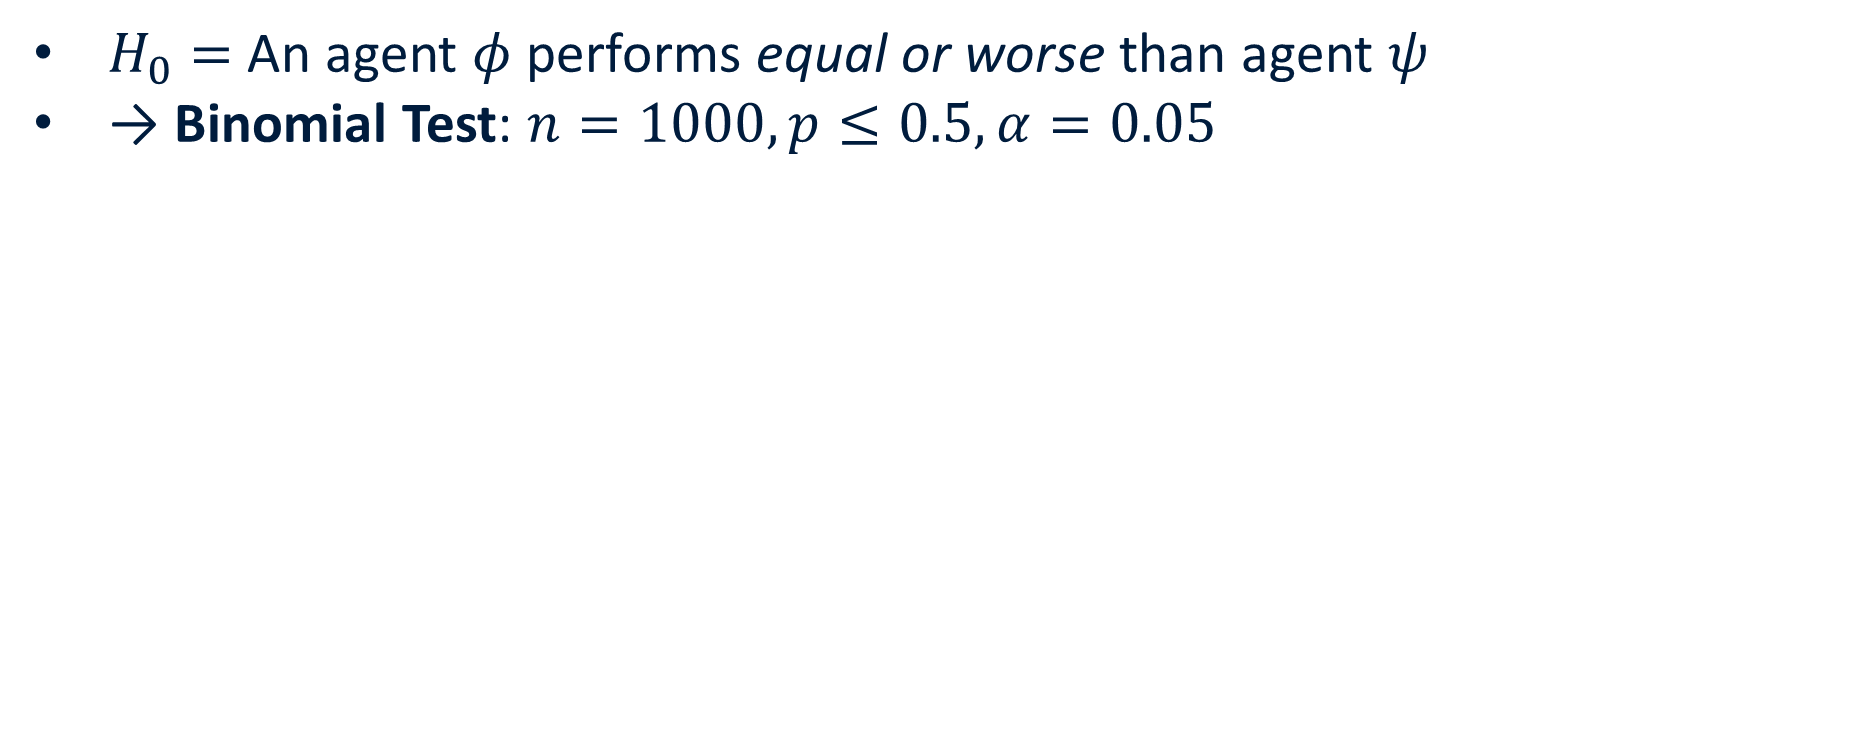 • H₀ = An agent ϕ performs equal or worse than agent ψ
• → Binomial Test: n = 1000, p ≤ 0.5, α = 0.05